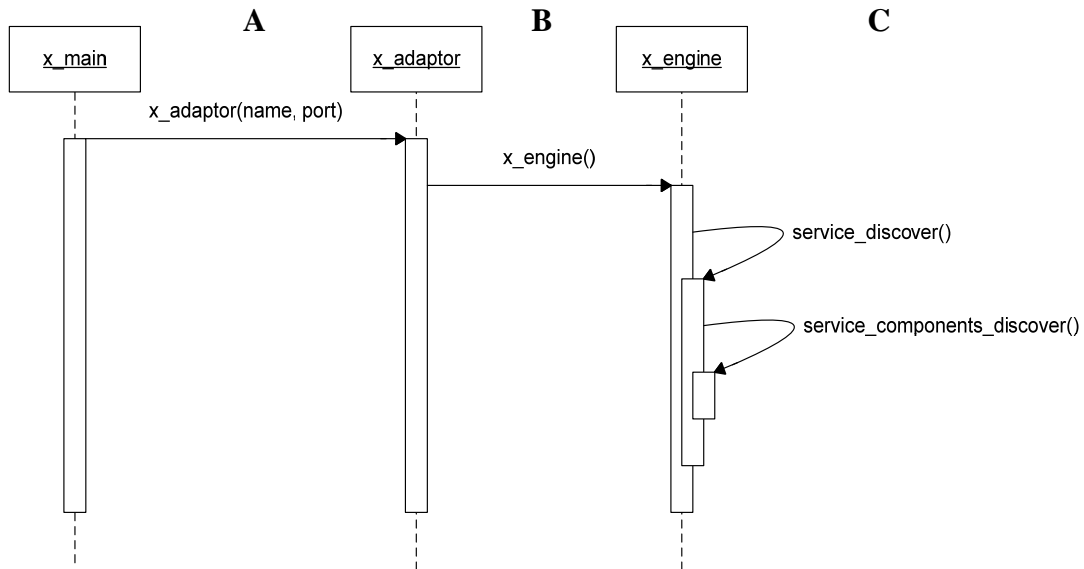 A
B
C
x_main
x_adaptor
x_engine
x_adaptor(name, port)
x_engine()
service_discover()
service_components_discover()